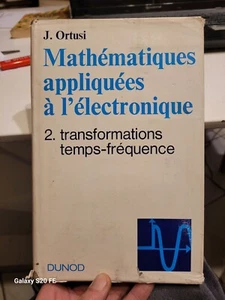 J. Ortusi
Mathématiques
appliquées
à l'électronique
2. transformations
temps-fréquence
DUNOD
Galaxy S20 FE